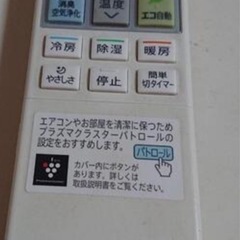 消臭
空気浄化
温度
エコ自動
冷房
除湿
暖房
やさしさ
停止
簡単
切タイマー
エアコンやお部屋を清潔に保つため
プラズマクラスターパトロールの
設定をおすすめします。
パトロール
カバー内にボタンが
あります。詳しくは
取扱説明書をご覧ください。